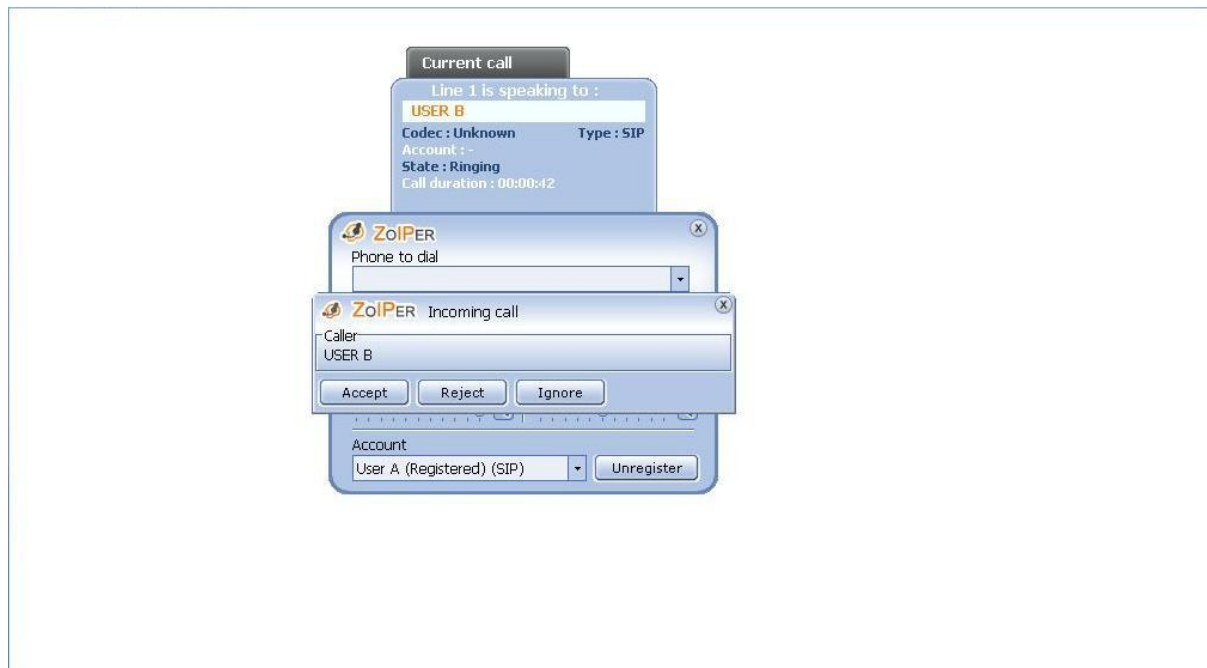 Current call
Line 1 is speaking to :
USER B
Codec : Unknown Type : SIP
Account : -
State : Ringing
Call duration : 00:00:42
ZOIPER
Phone to dial
ZOIPER Incoming call
Caller
USER B
Accept Reject Ignore
Account
User A (Registered) (SIP) Unregister